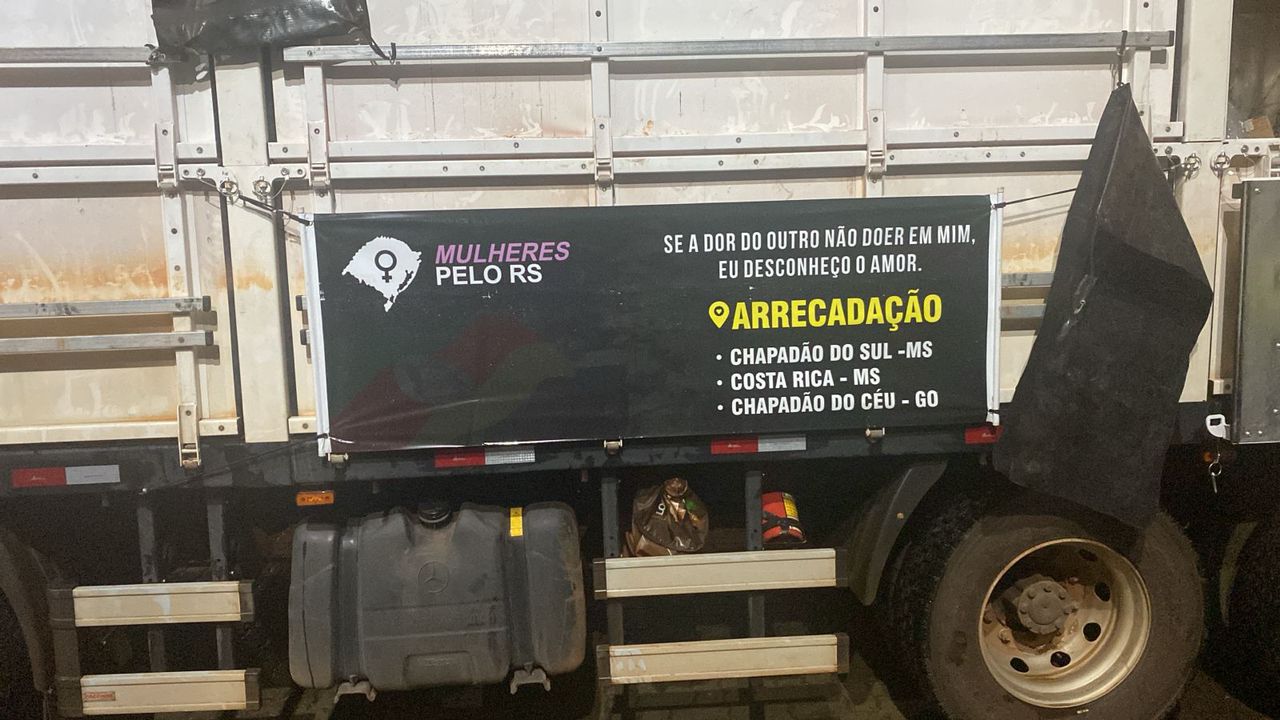 MULHERES
PELO RS
SE A DOR DO OUTRO NÃO DOER EM MIM,
EU DESCONHEÇO O AMOR.
ARRECADAÇÃO
• CHAPADÃO DO SUL -MS
• COSTA RICA - MS
• CHAPADÃO DO CÉU - GO